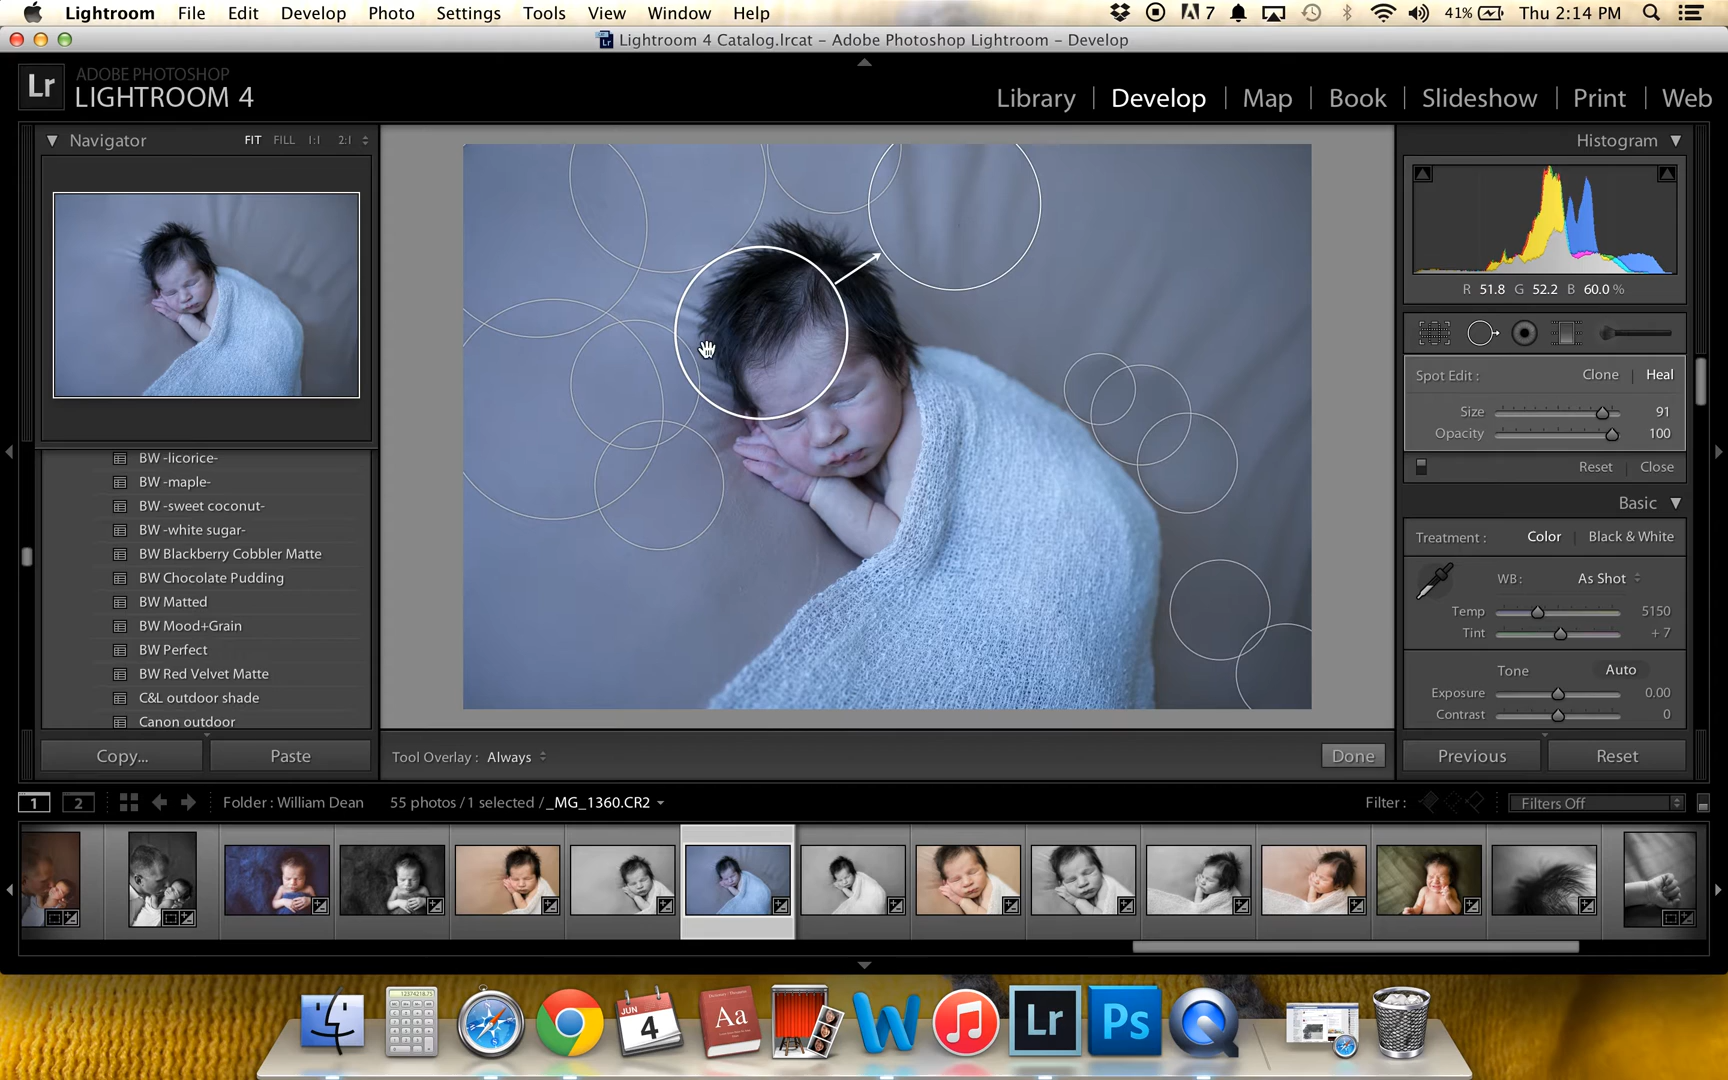 Lightroom File Edit Develop Photo Settings Tools View Window Help 7 41% Thu 2:14 PM
Lightroom 4 Catalog.lrcat – Adobe Photoshop Lightroom – Develop
Lr ADOBE PHOTOSHOP
LIGHTROOM 4
Library | Develop | Map | Book | Slideshow | Print | Web
Navigator FIT FILL 1:1 2:1
Histogram
R 51.8 G 52.2 B 60.0 %
Spot Edit : Clone | Heal
Size 91
Opacity 100
Reset Close
Basic
Treatment : Color Black & White
WB: As Shot
Temp 5150
Tint + 7
Tone Auto
Exposure 0.00
Contrast 0
BW -licorice-
BW -maple-
BW -sweet coconut-
BW -white sugar-
BW Blackberry Cobbler Matte
BW Chocolate Pudding
BW Matted
BW Mood+Grain
BW Perfect
BW Red Velvet Matte
C&L outdoor shade
Canon outdoor
Copy... Paste
Tool Overlay : Always
Done
Previous Reset
1 2 Folder : William Dean 55 photos / 1 selected / _MG_1360.CR2
Filter : Filters Off
JUN
4
Aa
W
Lr
Ps